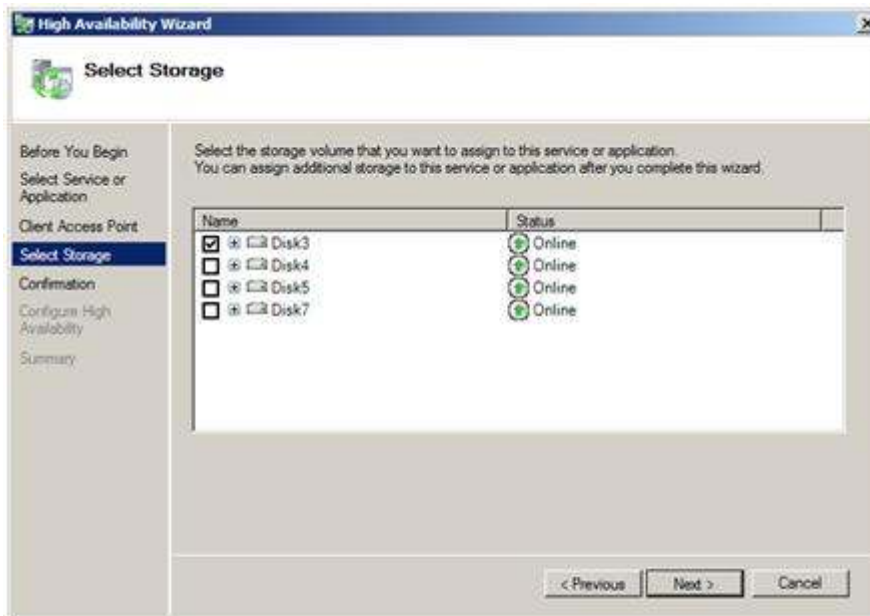 High Availability Wizard
Select Storage
Before You Begin
Select Service or
Application
Client Access Point
Select Storage
Confirmation
Configure High
Availability
Summary
Select the storage volume that you want to assign to this service or application.
You can assign additional storage to this service or application after you complete this wizard.
Name Status
Disk3 Online
Disk4 Online
Disk5 Online
Disk7 Online
< Previous Next > Cancel